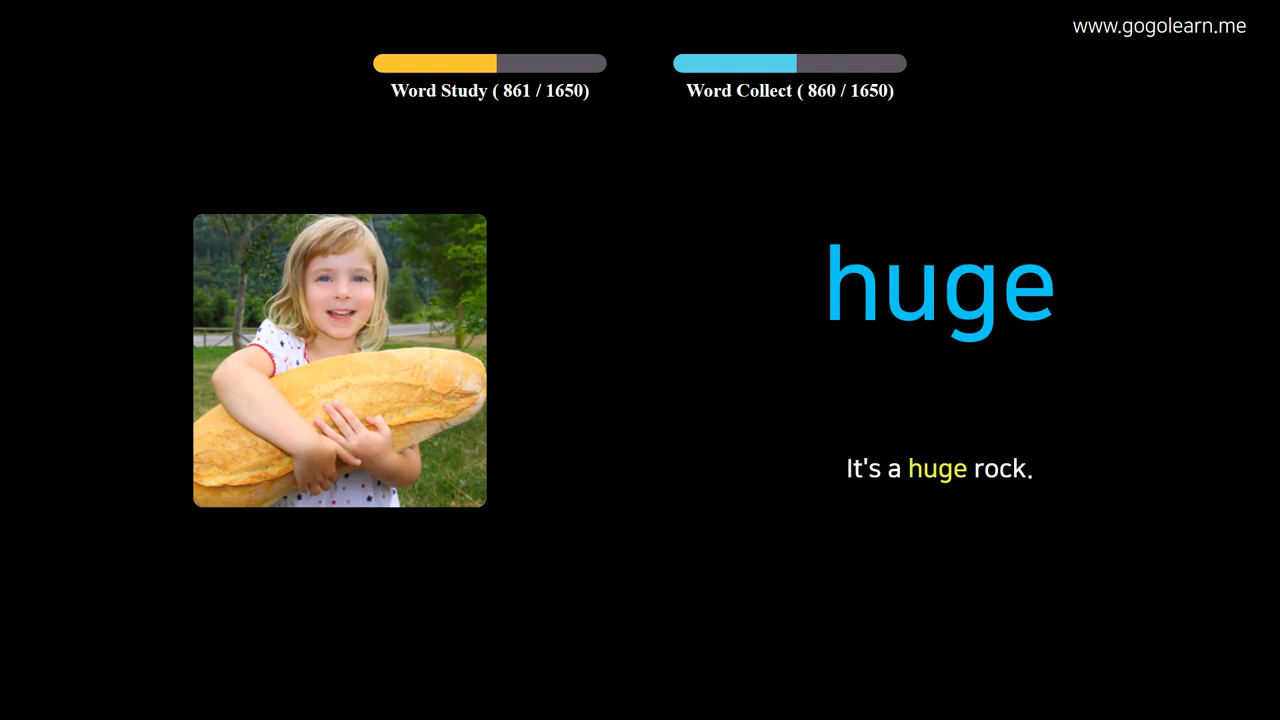 www.gogolearn.me
Word Study ( 861 / 1650)
Word Collect ( 860 / 1650)
huge
It's a huge rock.